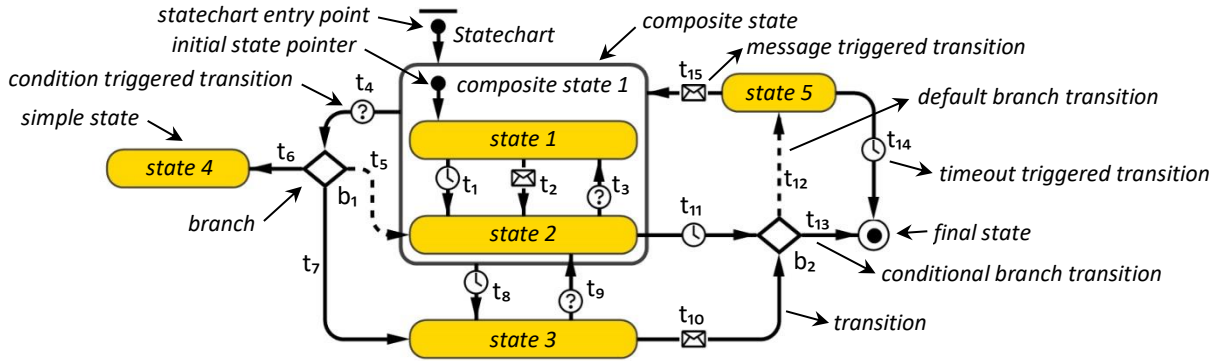 statechart entry point
Statechart
composite state
initial state pointer
message triggered transition
condition triggered transition
t4
composite state 1
t15
simple state
state 5
default branch transition
state 1
t14
state 4
t6
t5
t1
t2
t3
t12
timeout triggered transition
b1
branch
state 2
t11
t13
final state
b2
t7
conditional branch transition
t8
t9
t10
transition
state 3